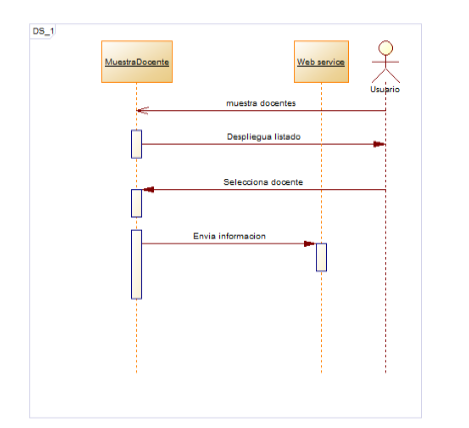 DS_1
MuestraDocente
Web service
Usuario
muestra docentes
Despliegua listado
Selecciona docente
Envia informacion